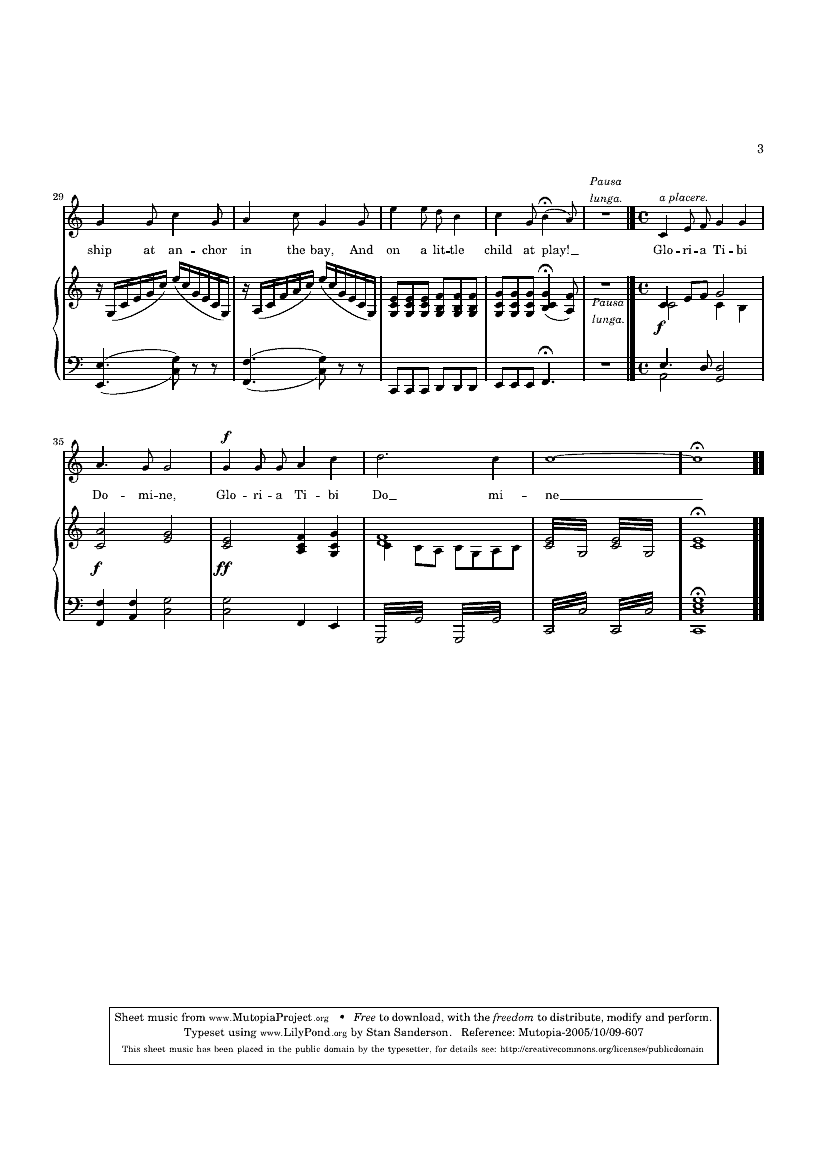 3
Pausa
lunga.
a placere.
29
ship at an - chor in the bay, And on a lit-tle child at play!_ Glo - ri - a Ti - bi
Pausa
lunga.
f
35
f
Do - mi-ne, Glo - ri - a Ti - bi Do_ mi - ne_
f ff
Sheet music from www.MutopiaProject.org • Free to download, with the freedom to distribute, modify and perform.
Typeset using www.LilyPond.org by Stan Sanderson. Reference: Mutopia-2005/10/09-607
This sheet music has been placed in the public domain by the typesetter, for details see: http://creativecommons.org/licenses/publicdomain